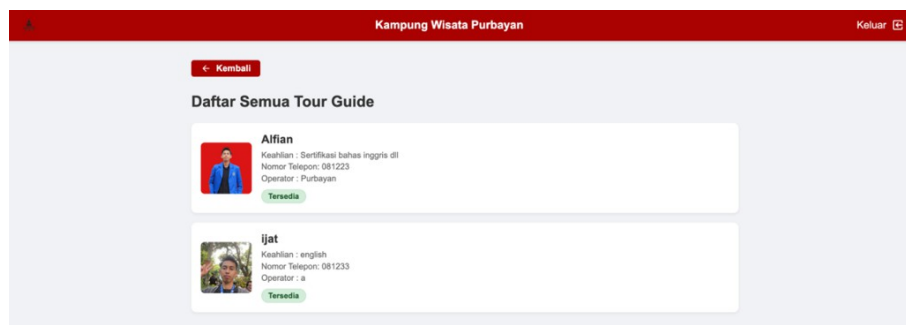 Kampung Wisata Purbayan
Keluar
← Kembali
Daftar Semua Tour Guide
Alfian
Keahlian : Sertifikasi bahas inggris dll
Nomor Telepon: 081223
Operator : Purbayan
Tersedia
ijat
Keahlian : english
Nomor Telepon: 081233
Operator : a
Tersedia